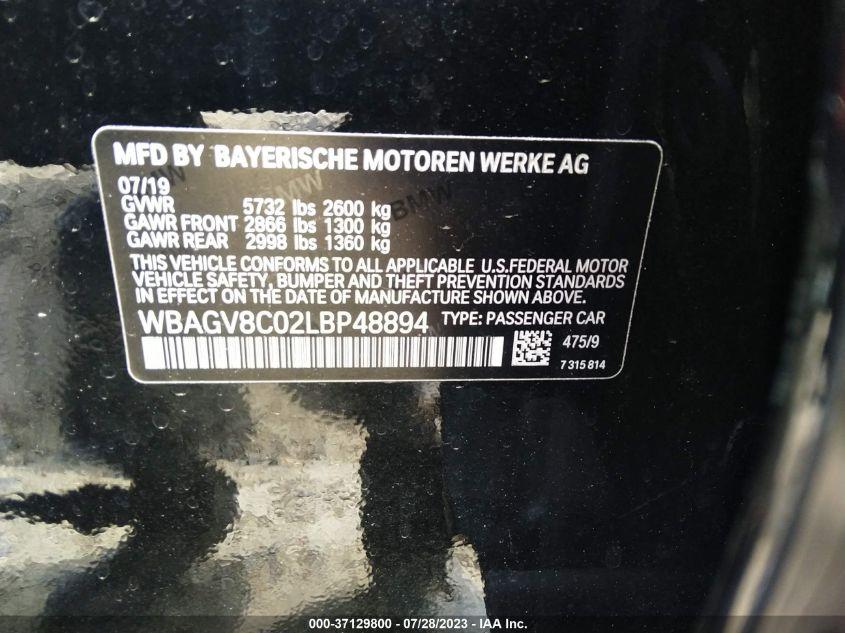 MFD BY BAYERISCHE MOTOREN WERKE AG
07/19
GVWR 5732 lbs 2600 kg
GAWR FRONT 2866 lbs 1300 kg
GAWR REAR 2998 lbs 1360 kg
THIS VEHICLE CONFORMS TO ALL APPLICABLE U.S.FEDERAL MOTOR
VEHICLE SAFETY, BUMPER AND THEFT PREVENTION STANDARDS
IN EFFECT ON THE DATE OF MANUFACTURE SHOWN ABOVE.
WBAGV8C02LBP48894 TYPE: PASSENGER CAR
475/9
7 315 814
BMW
BMW
BMW
000-37129800 - 07/28/2023 - IAA Inc.